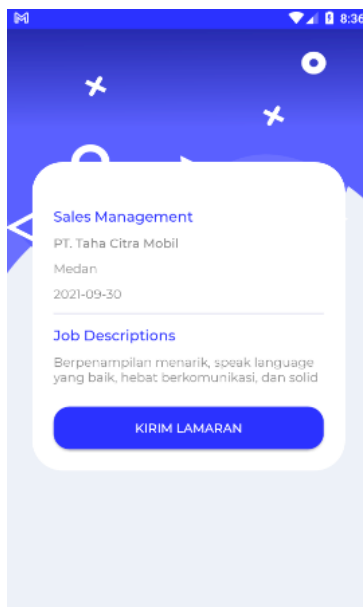 8:36
Sales Management
PT. Taha Citra Mobil
Medan
2021-09-30
Job Descriptions
Berpenampilan menarik, speak language
yang baik, hebat berkomunikasi, dan solid
KIRIM LAMARAN